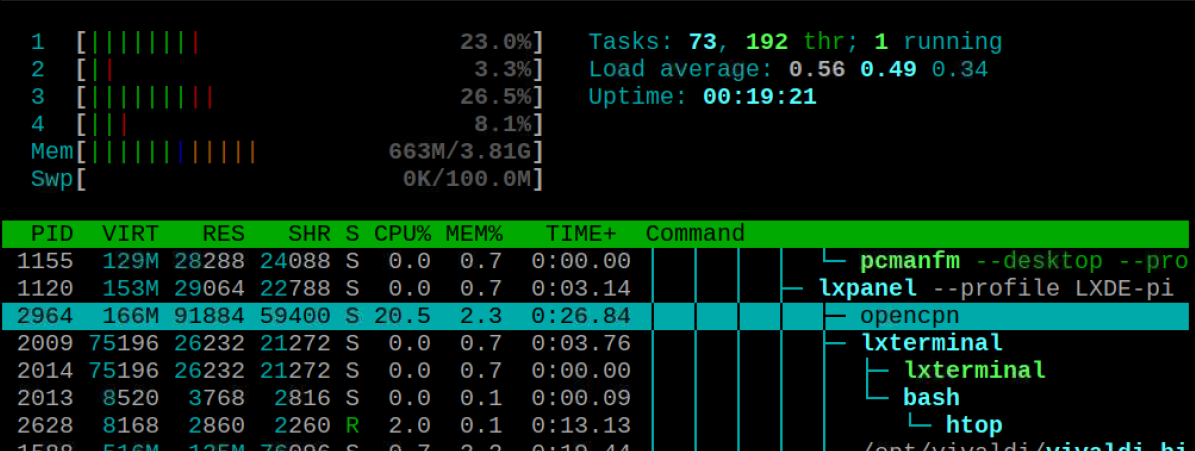 1 [|||||||| 23.0%] Tasks: 73, 192 thr; 1 running
2 [|| 3.3%] Load average: 0.56 0.49 0.34
3 [||||||||| 26.5%] Uptime: 00:19:21
4 [||| 8.1%]
Mem[|||||||||||| 663M/3.81G]
Swp[ 0K/100.0M]
PID VIRT RES SHR S CPU% MEM% TIME+ Command
1155 129M 28288 24088 S 0.0 0.7 0:00.00 │ │ │ │ └─ pcmanfm --desktop --pro
1120 153M 29064 22788 S 0.0 0.7 0:03.14 │ │ │ ├─ lxpanel --profile LXDE-pi
2964 166M 91884 59400 S 20.5 2.3 0:26.84 │ │ │ │ ├─ opencpn
2009 75196 26232 21272 S 0.0 0.7 0:03.76 │ │ │ │ ├─ lxterminal
2014 75196 26232 21272 S 0.0 0.7 0:00.00 │ │ │ │ │ ├─ lxterminal
2013 8520 3768 2816 S 0.0 0.1 0:00.09 │ │ │ │ │ └─ bash
2628 8168 2860 2260 R 2.0 0.1 0:13.13 │ │ │ │ │ └─ htop
1588 516M 125M 76096 S 0.7 3.2 0:19.44 │ │ │ │ │ /opt/vivaldi/vivaldi-bi